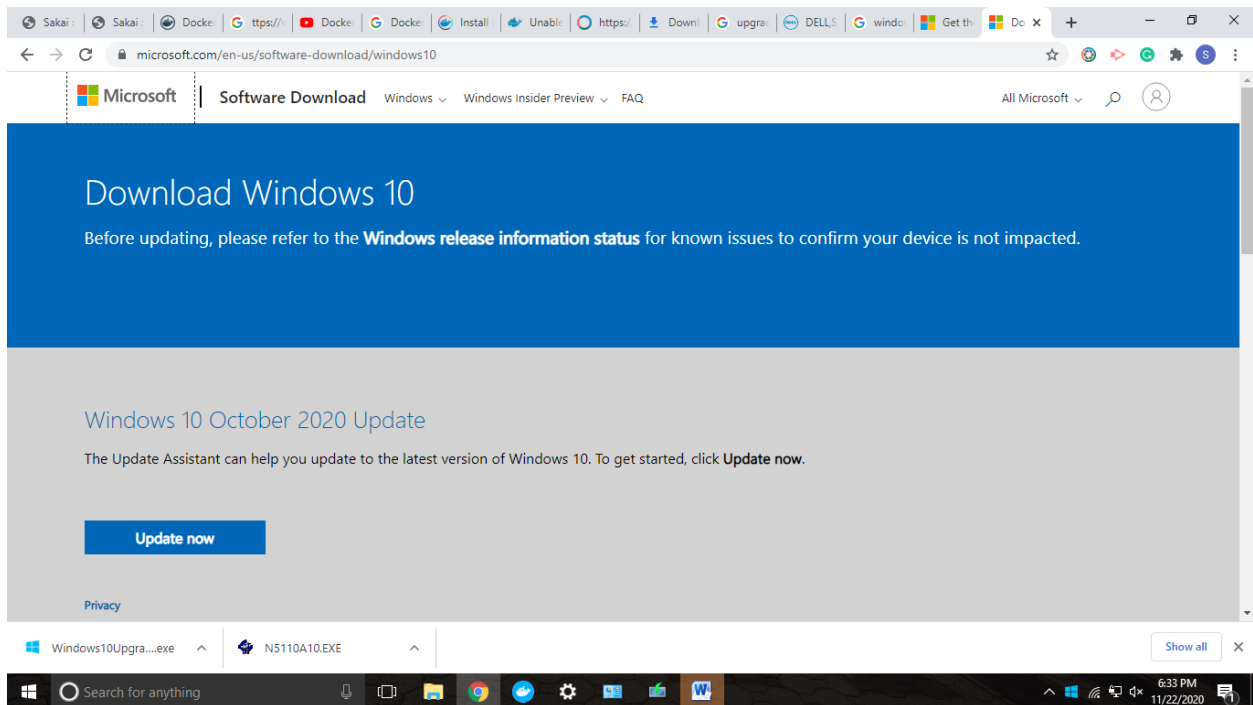 Sakai : Sakai : Docke ttps:// Docke Docke Install Unable https:/ Downl upgrad DELL,S windo Get the Do
microsoft.com/en-us/software-download/windows10 S
Microsoft Software Download Windows Windows Insider Preview FAQ All Microsoft
Download Windows 10
Before updating, please refer to the Windows release information status for known issues to confirm your device is not impacted.
Windows 10 October 2020 Update
The Update Assistant can help you update to the latest version of Windows 10. To get started, click Update now.
Update now
Privacy
Windows10Upgra....exe N5110A10.EXE Show all
Search for anything 6:33 PM
11/22/2020